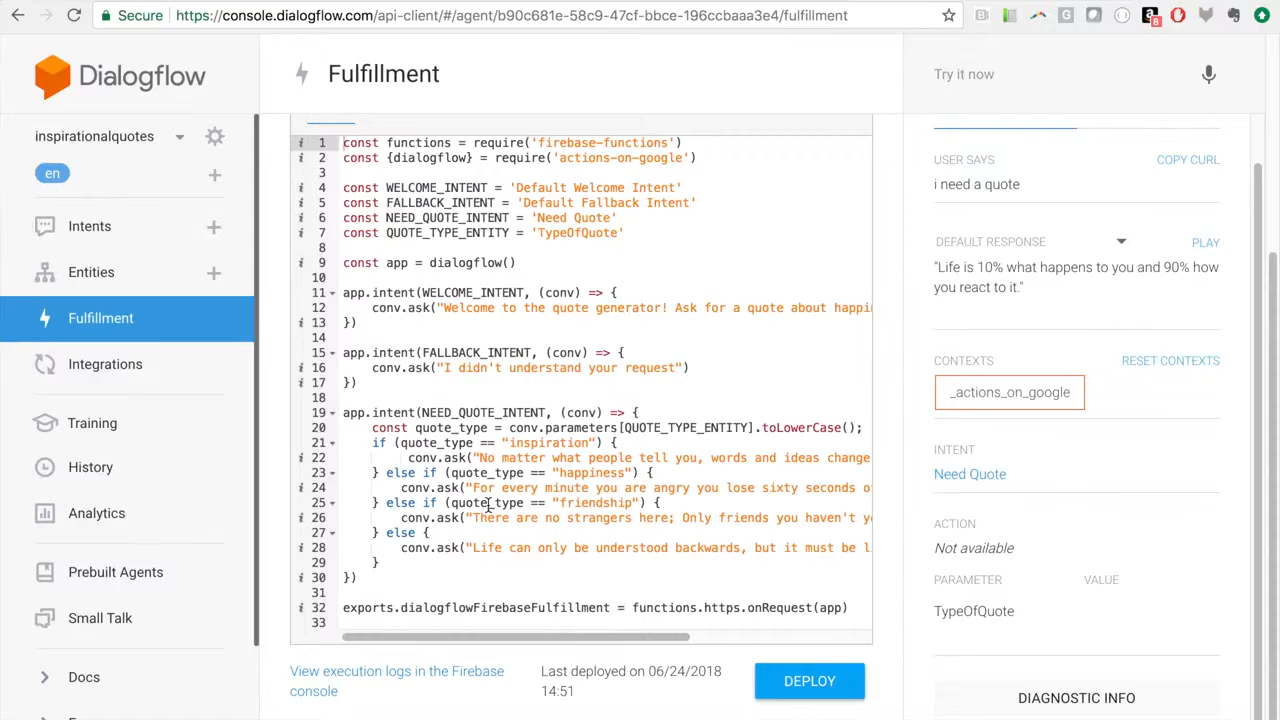 Secure | https://console.dialogflow.com/api-client/#/agent/b90c681e-58c9-47cf-bbce-196ccbaaa3e4/fulfillment
8
Dialogflow
inspirationalquotes
en
Intents
Entities
Fulfillment
Integrations
Training
History
Analytics
Prebuilt Agents
Small Talk
Docs
Fulfillment
1 const functions = require('firebase-functions')
2 const {dialogflow} = require('actions-on-google')
3
4 const WELCOME_INTENT = 'Default Welcome Intent'
5 const FALLBACK_INTENT = 'Default Fallback Intent'
6 const NEED_QUOTE_INTENT = 'Need Quote'
7 const QUOTE_TYPE_ENTITY = 'TypeOfQuote'
8
9 const app = dialogflow()
10
11 app.intent(WELCOME_INTENT, (conv) => {
12 conv.ask("Welcome to the quote generator! Ask for a quote about happi
13 })
14
15 app.intent(FALLBACK_INTENT, (conv) => {
16 conv.ask("I didn't understand your request")
17 })
18
19 app.intent(NEED_QUOTE_INTENT, (conv) => {
20 const quote_type = conv.parameters[QUOTE_TYPE_ENTITY].toLowerCase();
21 if (quote_type == "inspiration") {
22 conv.ask("No matter what people tell you, words and ideas change
23 } else if (quote_type == "happiness") {
24 conv.ask("For every minute you are angry you lose sixty seconds o
25 } else if (quote_type == "friendship") {
26 conv.ask("There are no strangers here; Only friends you haven't y
27 } else {
28 conv.ask("Life can only be understood backwards, but it must be l
29 }
30 })
31
32 exports.dialogflowFirebaseFulfillment = functions.https.onRequest(app)
33
View execution logs in the Firebase
console
Last deployed on 06/24/2018
14:51
DEPLOY
Try it now
USER SAYS COPY CURL
i need a quote
DEFAULT RESPONSE PLAY
"Life is 10% what happens to you and 90% how
you react to it."
CONTEXTS RESET CONTEXTS
_actions_on_google
INTENT
Need Quote
ACTION
Not available
PARAMETER VALUE
TypeOfQuote
DIAGNOSTIC INFO